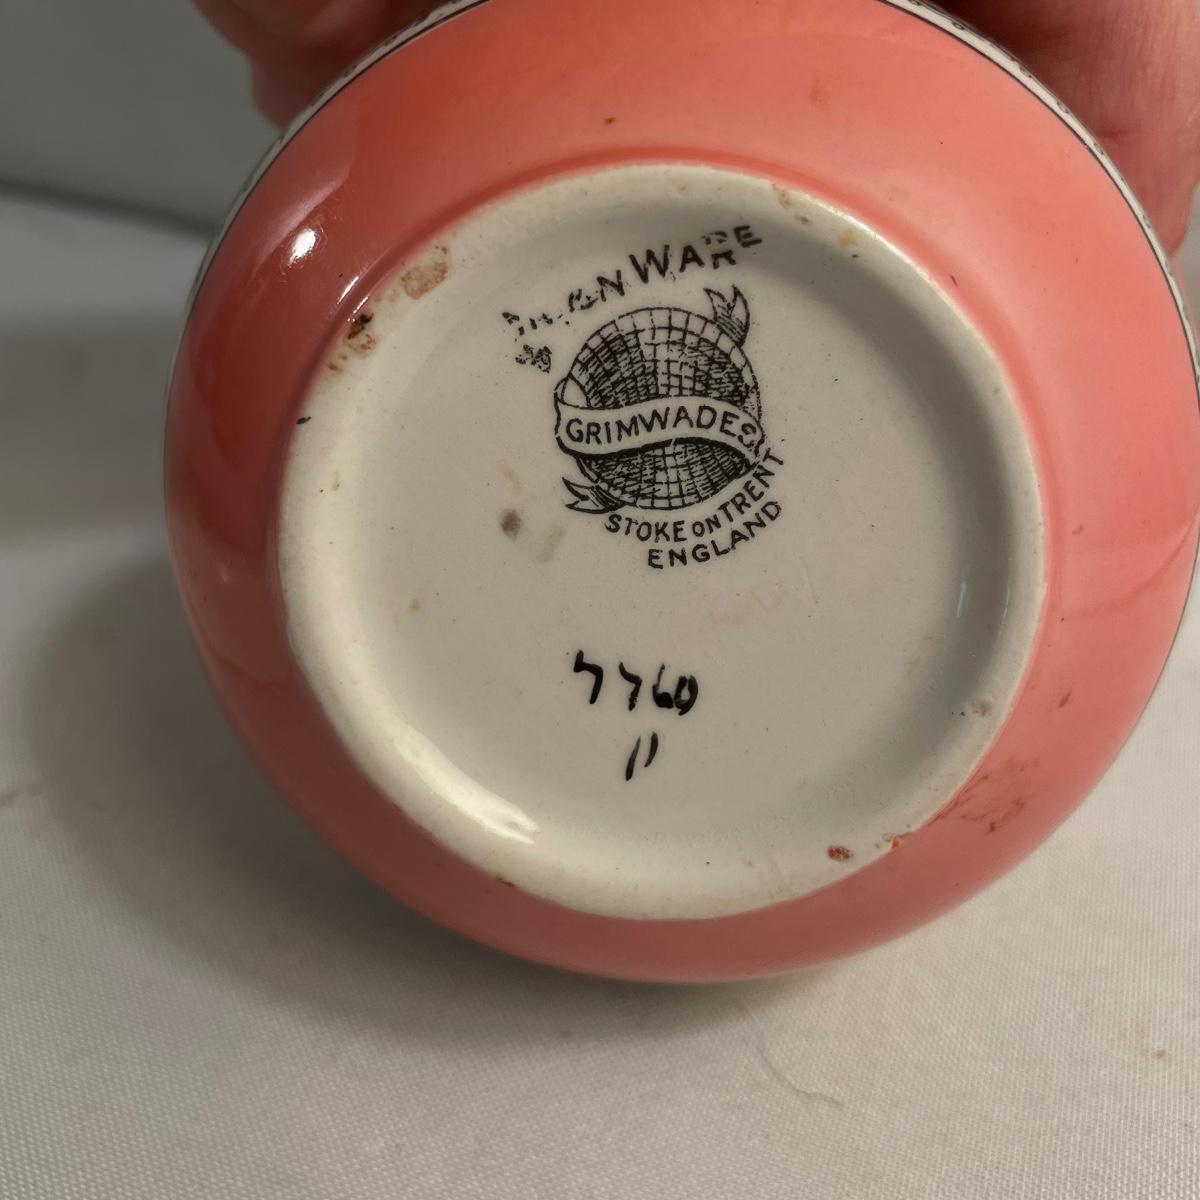 WARE
GRIMWADES
STOKE ON TRENT
ENGLAND
7760
11